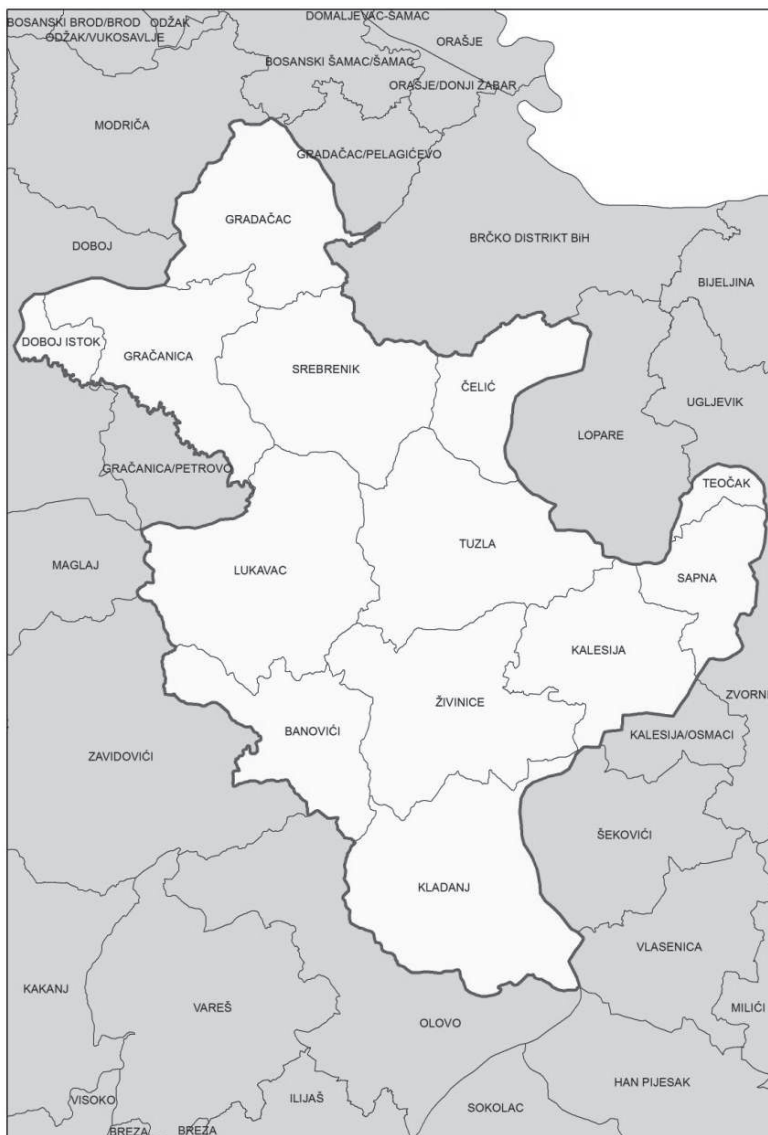 DOMALJEVAC-ŠAMAC
BOSANSKI BROD/BROD
ODŽAK
ODŽAK/VUKOSAVLJE
ORAŠJE
BOSANSKI ŠAMAC/ŠAMAC
ORAŠJE/DONJI ŽABAR
MODRIČA
GRADAČAC/PELAGIĆEVO
GRADAČAC
DOBOJ
BRČKO DISTRIKT BiH
BIJELJINA
DOBOJ ISTOK
GRAČANICA
SREBRENIK
ČELIĆ
UGLJEVIK
LOPARE
GRAČANICA/PETROVO
TEOČAK
TUZLA
MAGLAJ
LUKAVAC
SAPNA
KALESIJA
ŽIVINICE
ZVORNI
BANOVIĆI
KALESIJA/OSMACI
ZAVIDOVIĆI
ŠEKOVIĆI
KLADANJ
VLASENICA
KAKANJ
VAREŠ
MILIĆI
OLOVO
HAN PIJESAK
VISOKO
ILIJAŠ
SOKOLAC
BREZA
BREZA